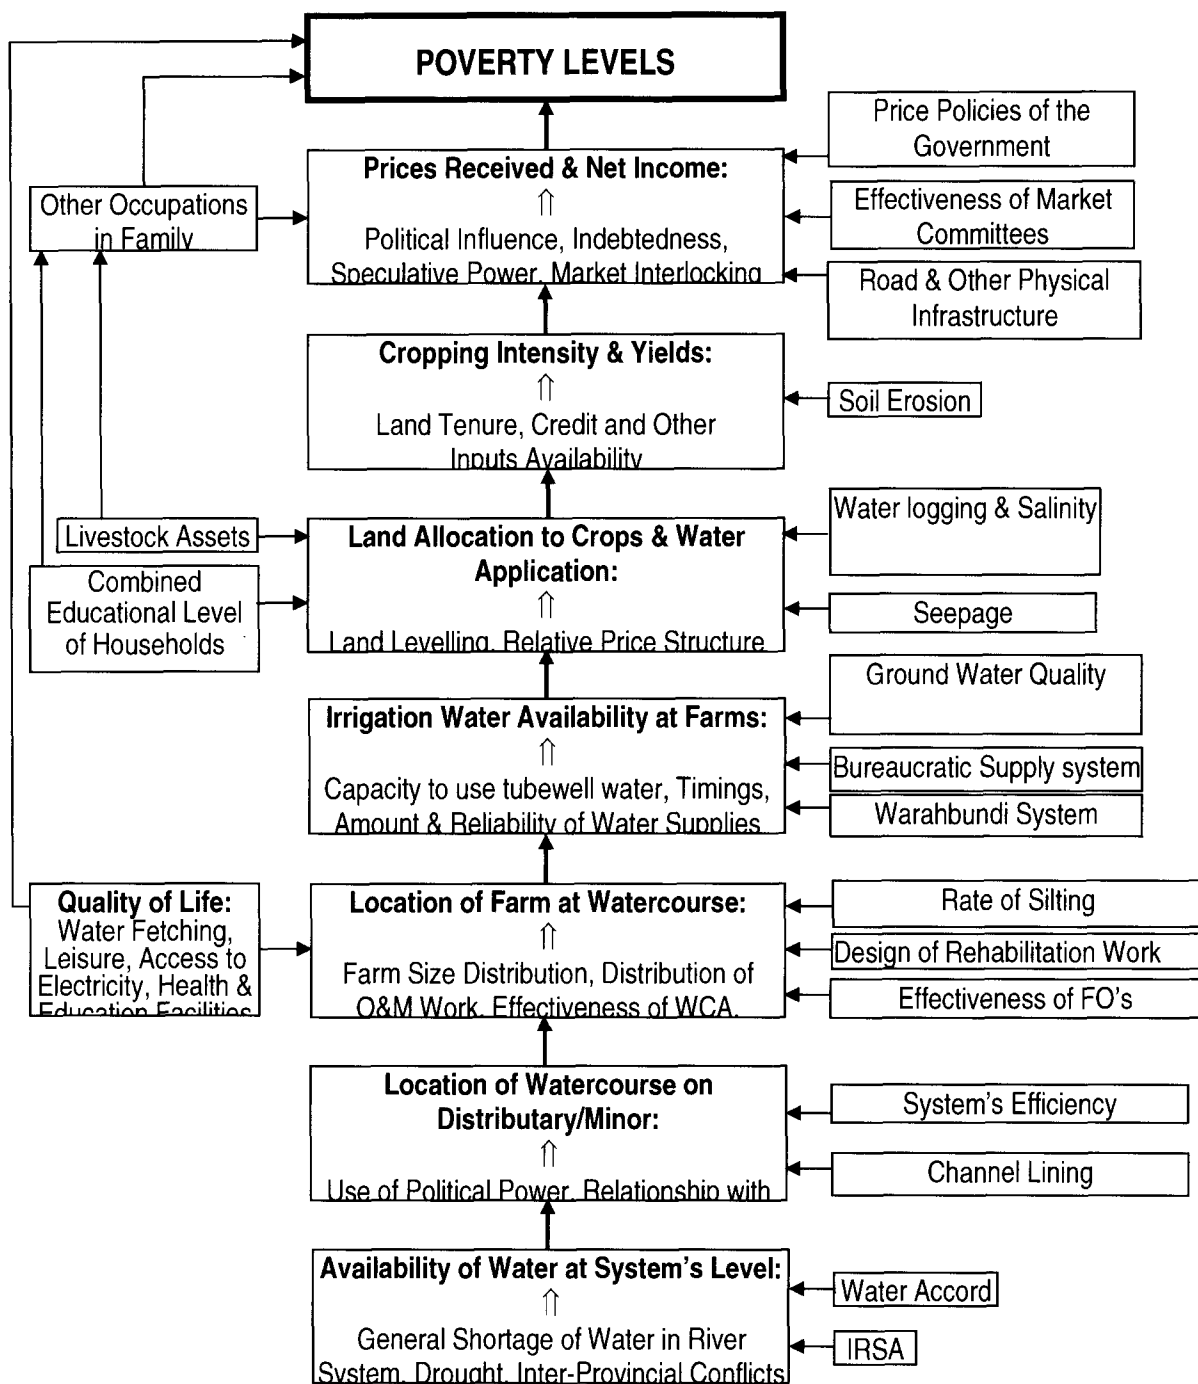 POVERTY LEVELS
Price Policies of the
Government
Prices Received & Net Income:
⇑
Political Influence, Indebtedness,
Speculative Power, Market Interlocking
Other Occupations
in Family
Effectiveness of Market
Committees
Road & Other Physical
Infrastructure
Cropping Intensity & Yields:
⇑
Land Tenure, Credit and Other
Inputs Availability
Soil Erosion
Livestock Assets
Combined
Educational Level
of Households
Land Allocation to Crops & Water
Application:
⇑
Land Levelling, Relative Price Structure
Water logging & Salinity
Seepage
Irrigation Water Availability at Farms:
⇑
Capacity to use tubewell water, Timings,
Amount & Reliability of Water Supplies
Ground Water Quality
Bureaucratic Supply system
Warahbundi System
Quality of Life:
Water Fetching,
Leisure, Access to
Electricity, Health &
Education Facilities
Location of Farm at Watercourse:
⇑
Farm Size Distribution, Distribution of
O&M Work, Effectiveness of WCA,
Rate of Silting
Design of Rehabilitation Work
Effectiveness of FO's
Location of Watercourse on
Distributary/Minor:
⇑
Use of Political Power, Relationship with
System's Efficiency
Channel Lining
Availability of Water at System's Level:
⇑
General Shortage of Water in River
System, Drought, Inter-Provincial Conflicts
Water Accord
IRSA